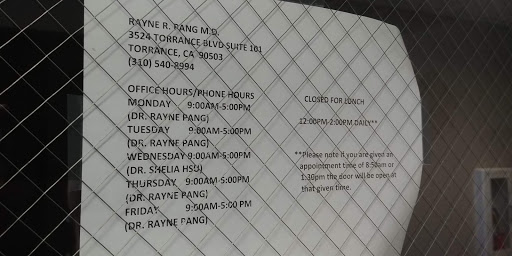 RAYNE R. PANG M.D.
3524 TORRANCE BLVD SUITE 101
TORRANCE, CA 90503
(310) 540-8994
OFFICE HOURS/PHONE HOURS
MONDAY 9:00AM-5:00PM
(DR. RAYNE PANG)
TUESDAY 9:00AM-5:00PM
(DR. RAYNE PANG)
WEDNESDAY 9:00AM-5:00PM
(DR. SHELIA HSU)
THURSDAY 9:00AM-5:00PM
(DR. RAYNE PANG)
FRIDAY 9:00AM-5:00 PM
(DR. RAYNE PANG)
CLOSED FOR LUNCH
12:00PM-2:00PM DAILY**
**Please note if you are given an
appointment time of 8:50am or
1:30pm the door will be open at
that given time.